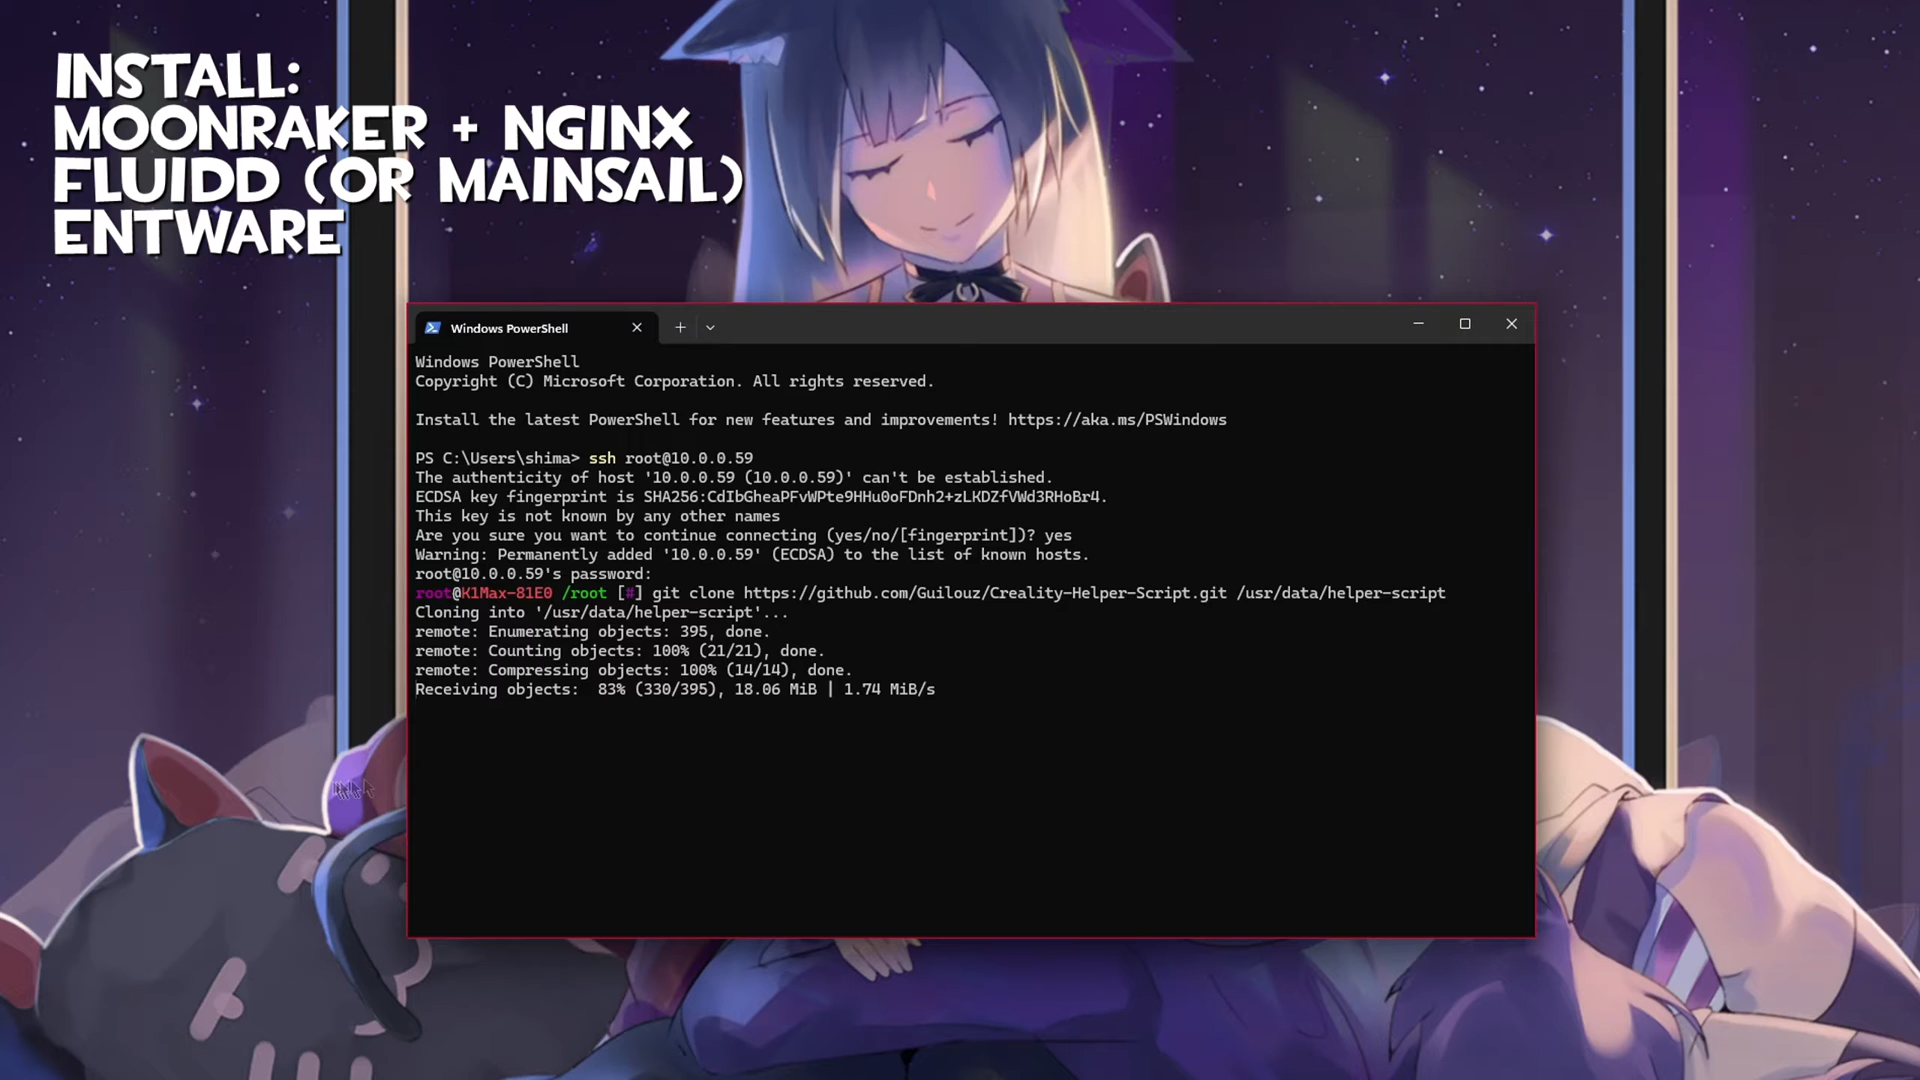 INSTALL:
MOONRAKER + NGINX
FLUIDD (OR MAINSAIL)
ENTWARE
Windows PowerShell
Windows PowerShell
Copyright (C) Microsoft Corporation. All rights reserved.
Install the latest PowerShell for new features and improvements! https://aka.ms/PSWindows
PS C:\Users\shima> ssh root@10.0.0.59
The authenticity of host '10.0.0.59 (10.0.0.59)' can't be established.
ECDSA key fingerprint is SHA256:CdIbGheaPFvWPte9HHu0oFDnh2+zLKDZfVWd3RHoBr4.
This key is not known by any other names
Are you sure you want to continue connecting (yes/no/[fingerprint])? yes
Warning: Permanently added '10.0.0.59' (ECDSA) to the list of known hosts.
root@10.0.0.59's password:
root@K1Max-81E0 /root [#] git clone https://github.com/Guilouz/Creality-Helper-Script.git /usr/data/helper-script
Cloning into '/usr/data/helper-script'...
remote: Enumerating objects: 395, done.
remote: Counting objects: 100% (21/21), done.
remote: Compressing objects: 100% (14/14), done.
Receiving objects:  83% (330/395), 18.06 MiB | 1.74 MiB/s